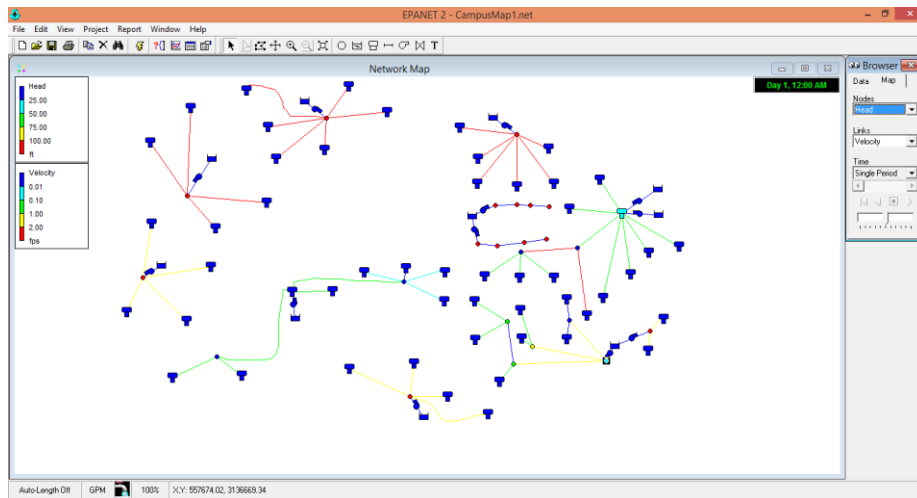 EPANET 2 - CampusMap1.net
File Edit View Project Report Window Help
T
Network Map
Day 1, 12:00 AM
Head
25.00
50.00
75.00
100.00
ft
Velocity
0.01
0.10
1.00
2.00
fps
Browser
Data Map
Nodes
Head
Links
Velocity
Time
Single Period
Auto-Length Off GPM 100% X,Y: 557674.02, 3136669.34